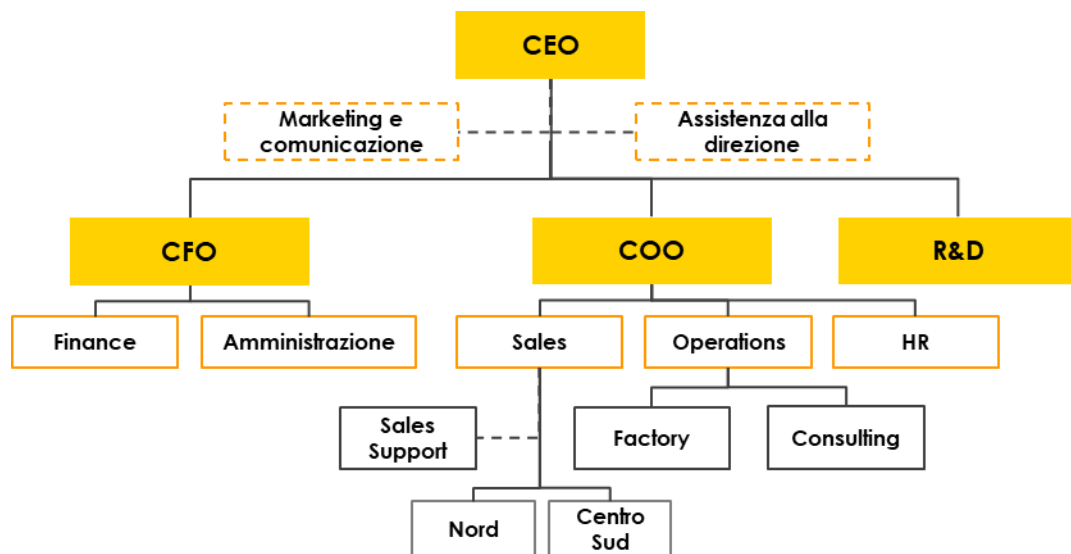 CEO
Marketing e
comunicazione
Assistenza alla
direzione
CFO
COO
R&D
Finance
Amministrazione
Sales
Operations
HR
Sales
Support
Factory
Consulting
Nord
Centro
Sud